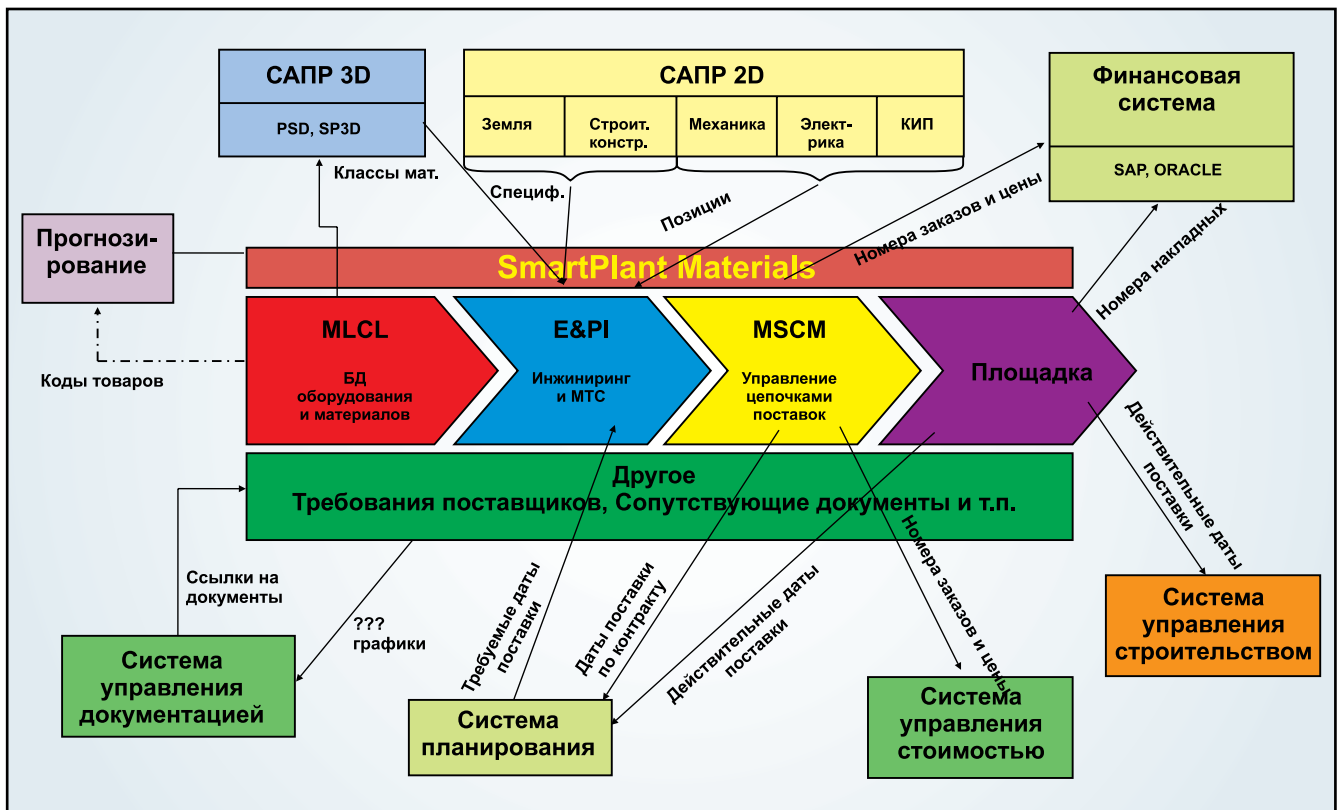 САПР 3D
PSD, SP3D
САПР 2D
Земля
Строит.
констр.
Механика
Элект-
рика
КИП
Финансовая
система
SAP, ORACLE
Классы мат.
Специф.
Позиции
Номера заказов и цены
Номера накладных
Прогнози-
рование
Коды товаров
SmartPlant Materials
MLCL
БД
оборудования
и материалов
E&PI
Инжиниринг
и МТС
MSCM
Управление
цепочками
поставок
Площадка
Другое
Требования поставщиков, Сопутствующие документы и т.п.
Ссылки на
документы
???
графики
Требуемые даты
поставки
Даты поставки
по контракту
Действительные даты
поставки
Номера заказов и цены
Действительные даты
поставки
Система
управления
документацией
Система
планирования
Система
управления
стоимостью
Система
управления
строительством